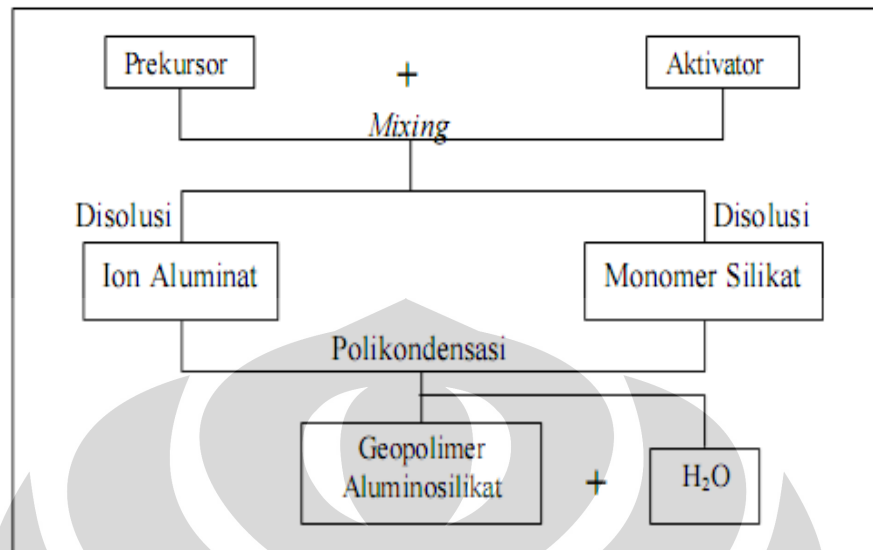 Prekursor
+
Aktivator
Mixing
Disolusi
Disolusi
Ion Aluminat
Monomer Silikat
Polikondensasi
Geopolimer
Aluminosilikat
+
H₂O